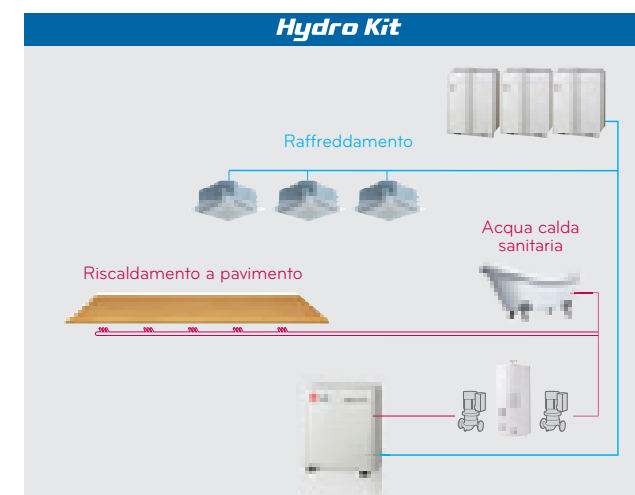 Hydro Kit
Raffreddamento
Acqua calda
sanitaria
Riscaldamento a pavimento